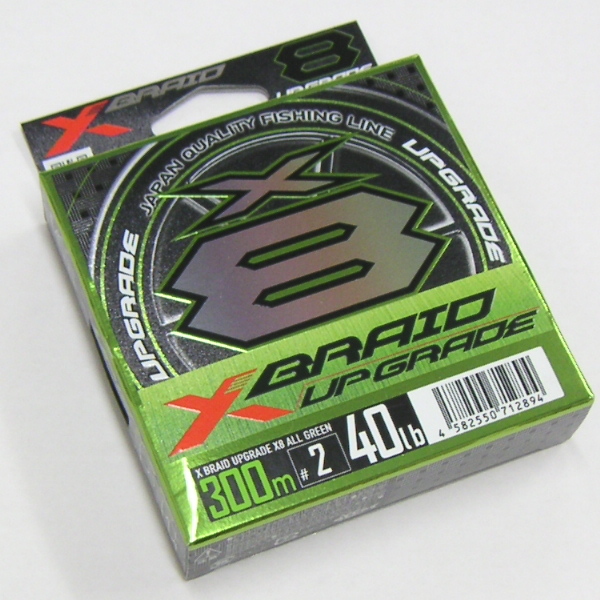 X BRAID
8
UPGRADE
JAPAN QUALITY FISHING LINE
UPGRADE
UPGRADE
X
8
X BRAID
UPGRADE
X BRAID UPGRADE X8 ALL GREEN
300m #2 40lb
4 582550 712894